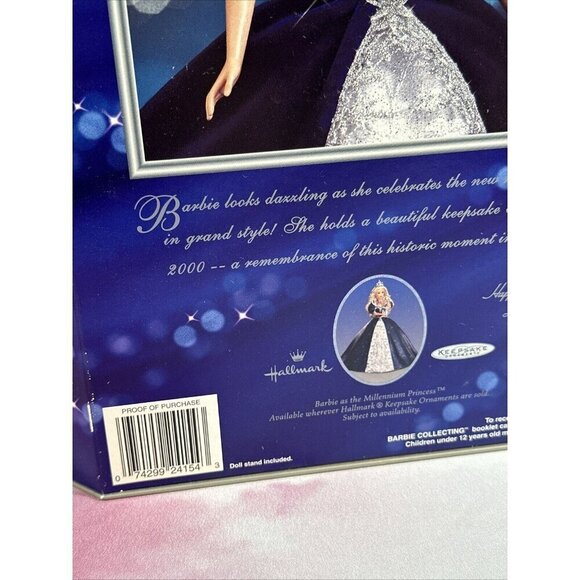 Barbie looks dazzling as she celebrates the new
in grand style! She holds a beautiful keepsake
2000 -- a remembrance of this historic moment in
Hallmark
KEEPSAKE
ORNAMENTS
Barbie as the Millennium Princess™
Available wherever Hallmark® Keepsake Ornaments are sold.
Subject to availability.
PROOF OF PURCHASE
0 74299 24154 3
Doll stand included.
To rece
BARBIE COLLECTING™ booklet ca
Children under 12 years old m